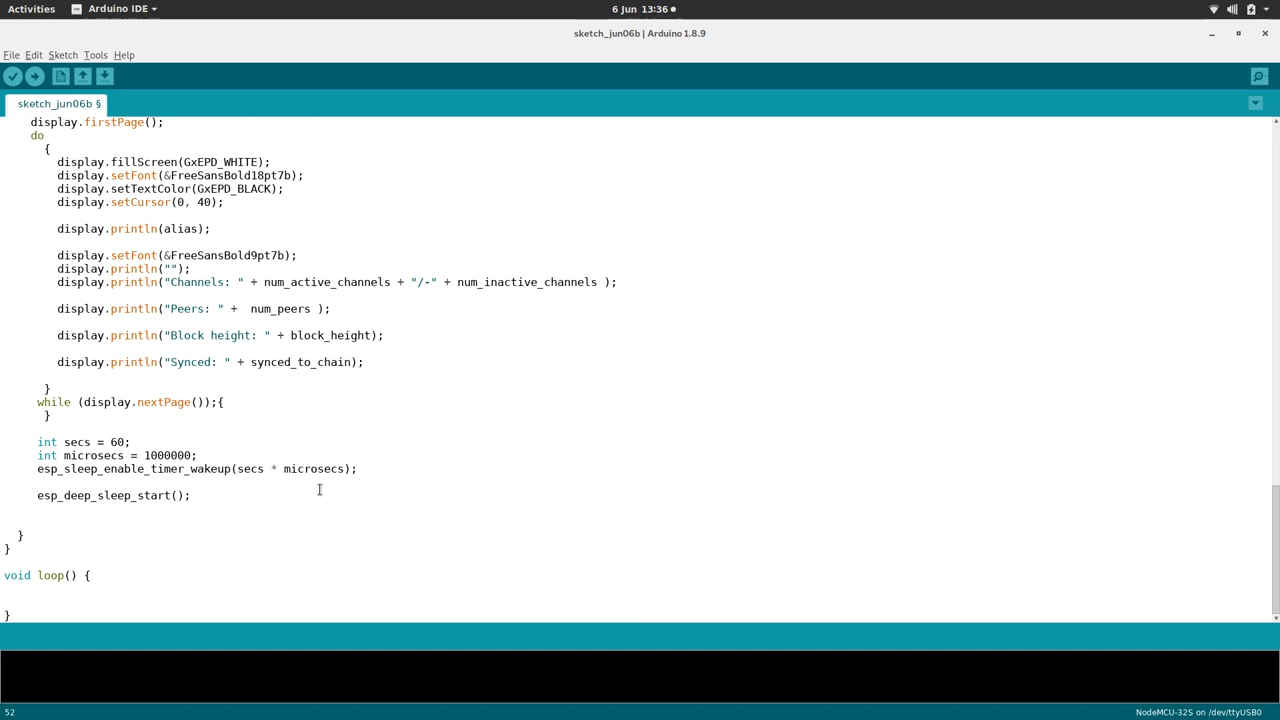 Activities Arduino IDE 6 Jun 13:36
sketch_jun06b | Arduino 1.8.9
File Edit Sketch Tools Help
sketch_jun06b §
display.firstPage();
do
{
display.fillScreen(GxEPD_WHITE);
display.setFont(&FreeSansBold18pt7b);
display.setTextColor(GxEPD_BLACK);
display.setCursor(0, 40);
display.println(alias);
display.setFont(&FreeSansBold9pt7b);
display.println("");
display.println("Channels: " + num_active_channels + "/-" + num_inactive_channels );
display.println("Peers: " +  num_peers );
display.println("Block height: " + block_height);
display.println("Synced: " + synced_to_chain);
}
while (display.nextPage());{
}
int secs = 60;
int microsecs = 1000000;
esp_sleep_enable_timer_wakeup(secs * microsecs);
esp_deep_sleep_start();
}
}
void loop() {
}
52 NodeMCU-32S on /dev/ttyUSB0